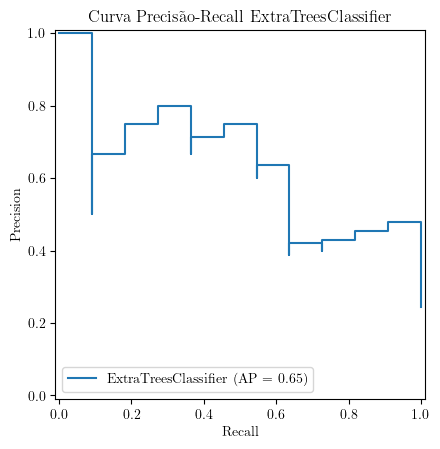 Curva Precisão-Recall ExtraTreesClassifier
1.0
0.8
0.6
0.4
0.2
0.0
Precision
ExtraTreesClassifier (AP = 0.65)
0.0 0.2 0.4 0.6 0.8 1.0
Recall